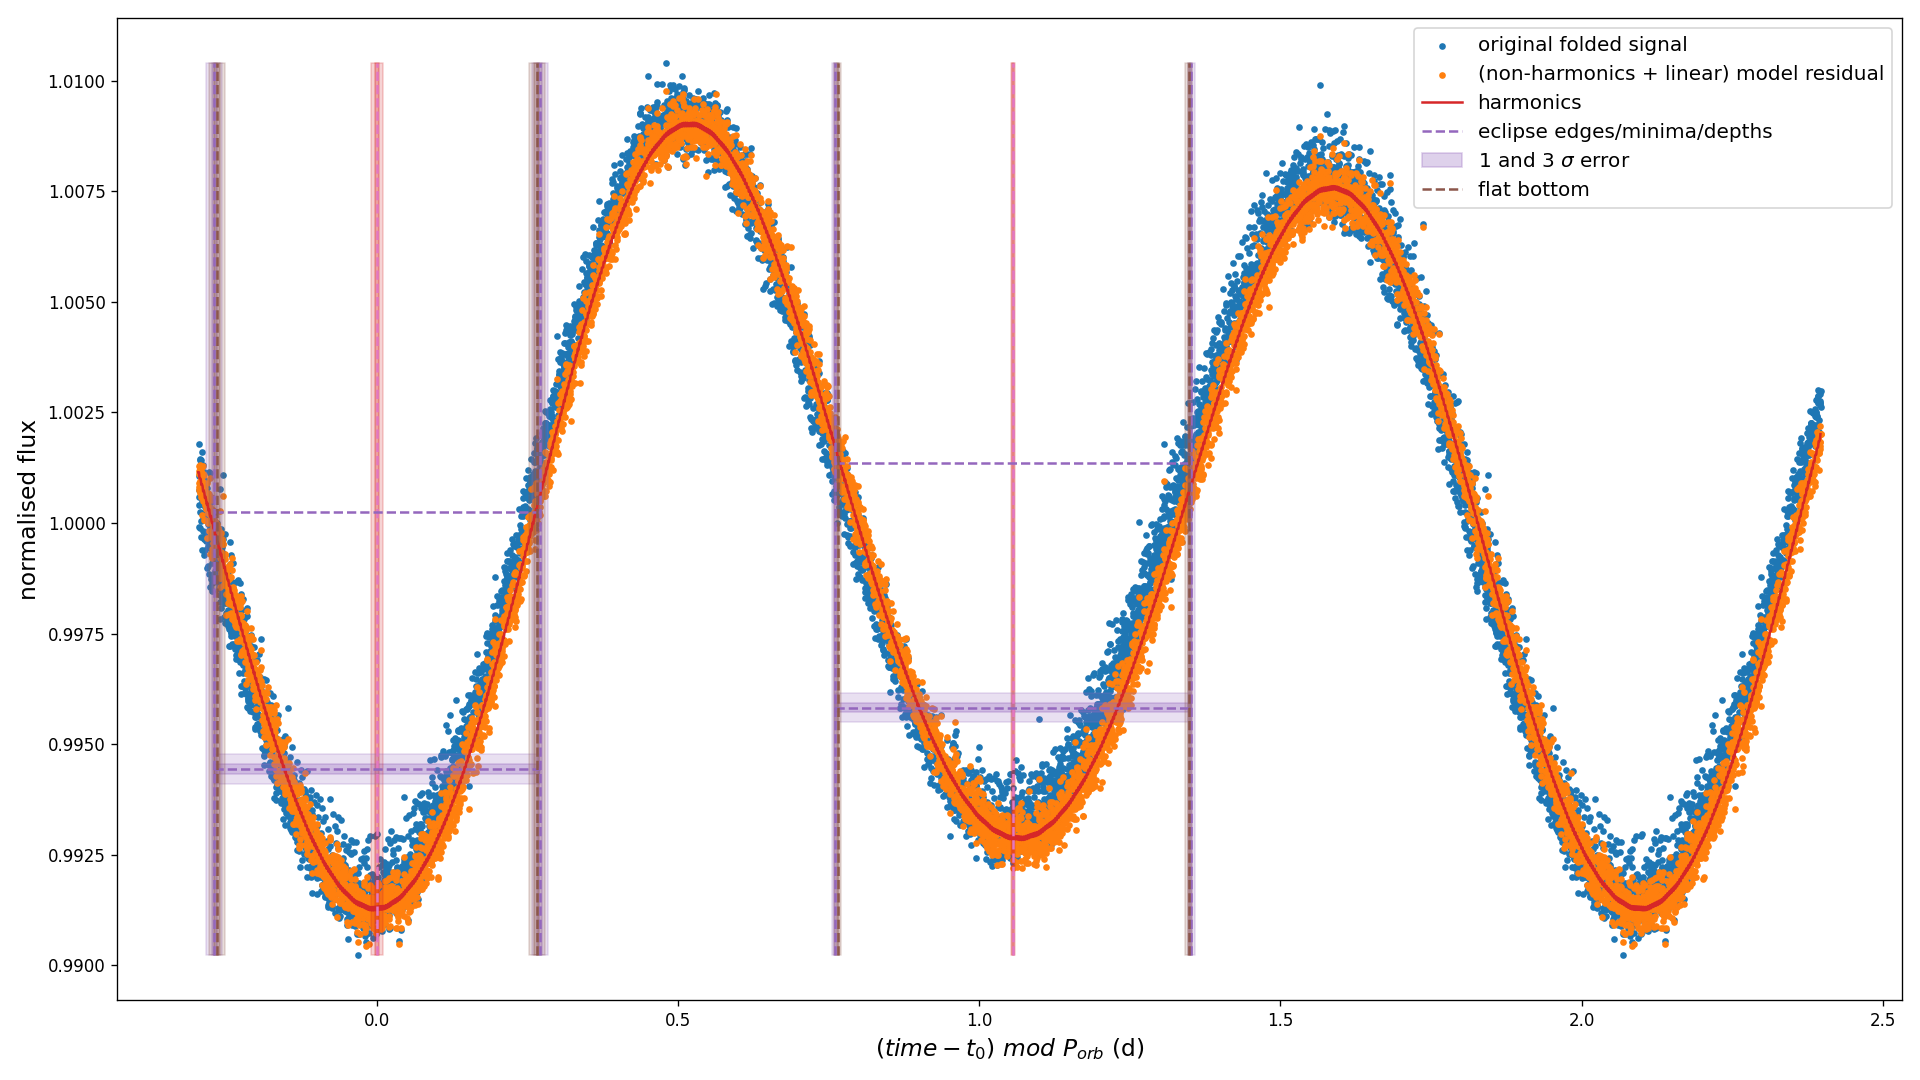 original folded signal
(non-harmonics + linear) model residual
harmonics
eclipse edges/minima/depths
1 and 3 σ error
flat bottom
1.0100
1.0075
1.0050
1.0025
1.0000
0.9975
0.9950
0.9925
0.9900
normalised flux
0.0 0.5 1.0 1.5 2.0 2.5
(time − t₀) mod Pₒᵣb (d)